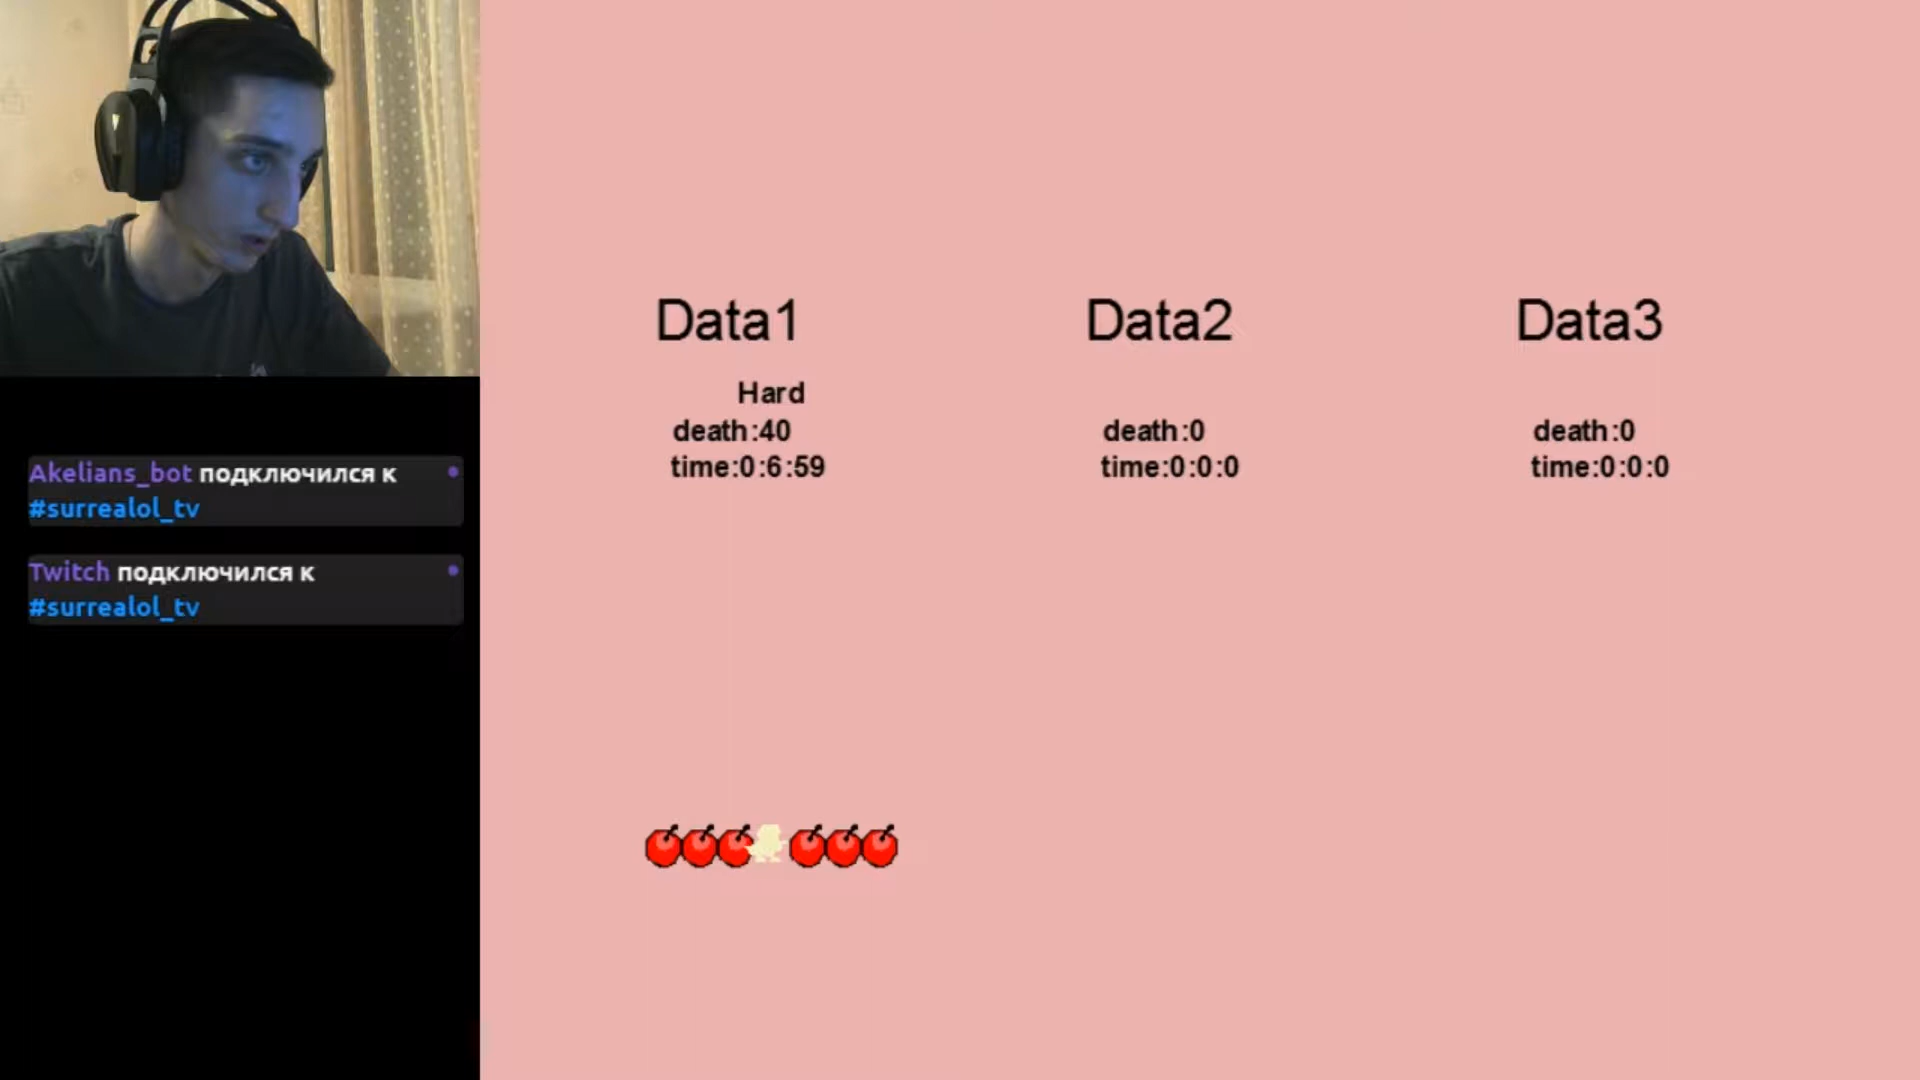 Data1
Hard
death:40
time:0:6:59
Data2
death:0
time:0:0:0
Data3
death:0
time:0:0:0
Akelians_bot подключился к
#surrealol_tv
Twitch подключился к
#surrealol_tv